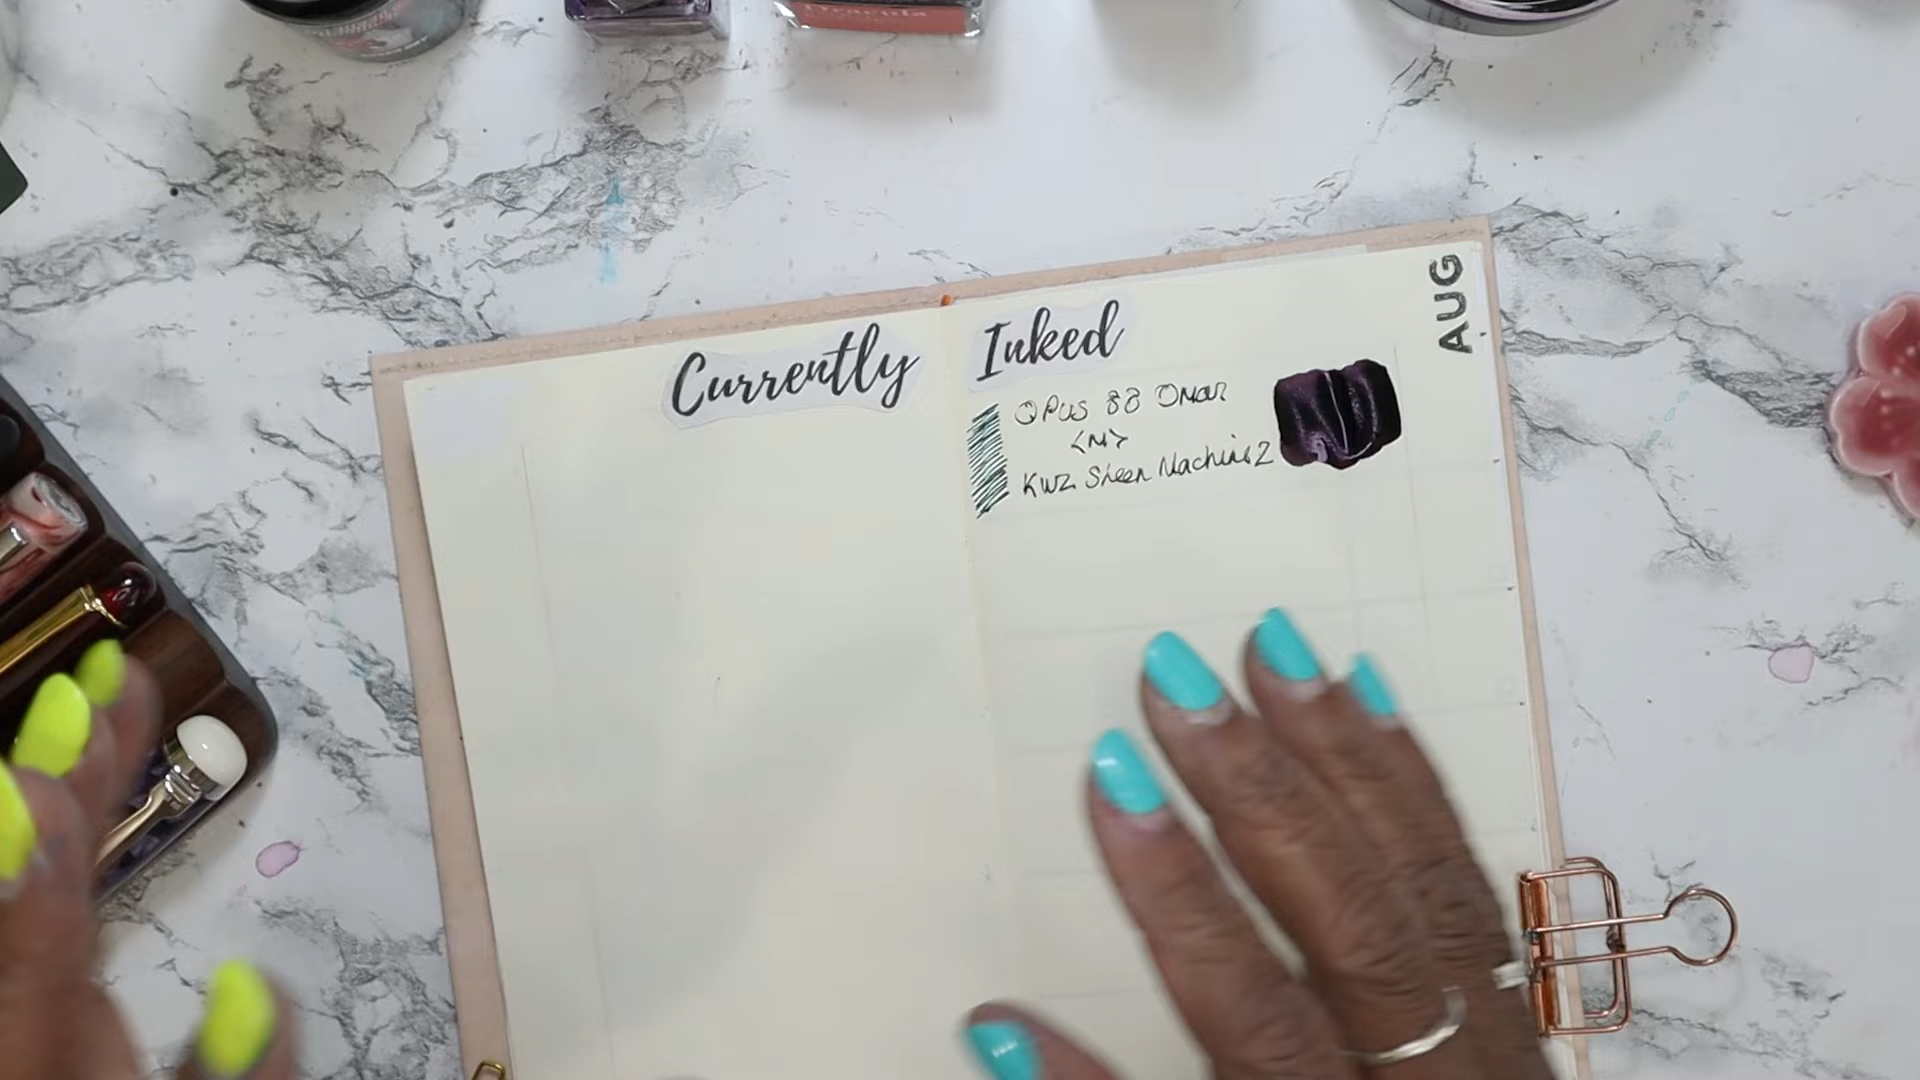 Currently Inked
AUG
OPus 88 Omar
<M>
KWZ Sheen Machine 2